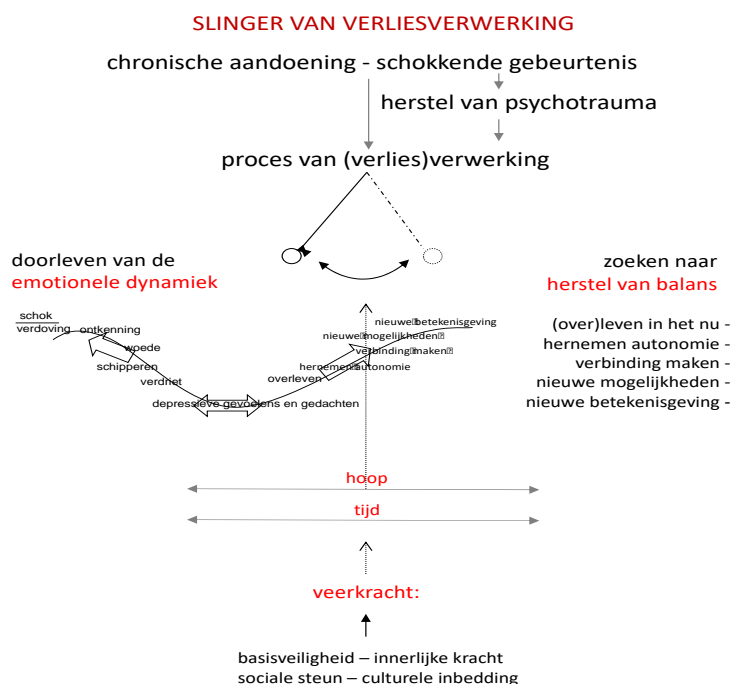 SLINGER VAN VERLIESVERWERKING
chronische aandoening - schokkende gebeurtenis
herstel van psychotrauma
proces van (verlies)verwerking
doorleven van de
emotionele dynamiek
zoeken naar
herstel van balans
schok
verdoving
ontkenning
woede
schipperen
verdriet
depressieve gevoelens en gedachten
overleven
hernemen autonomie
verbinding maken
nieuwe mogelijkheden
nieuwe betekenisgeving
(over)leven in het nu -
hernemen autonomie -
verbinding maken -
nieuwe mogelijkheden -
nieuwe betekenisgeving -
hoop
tijd
veerkracht:
basisveiligheid – innerlijke kracht
sociale steun – culturele inbedding